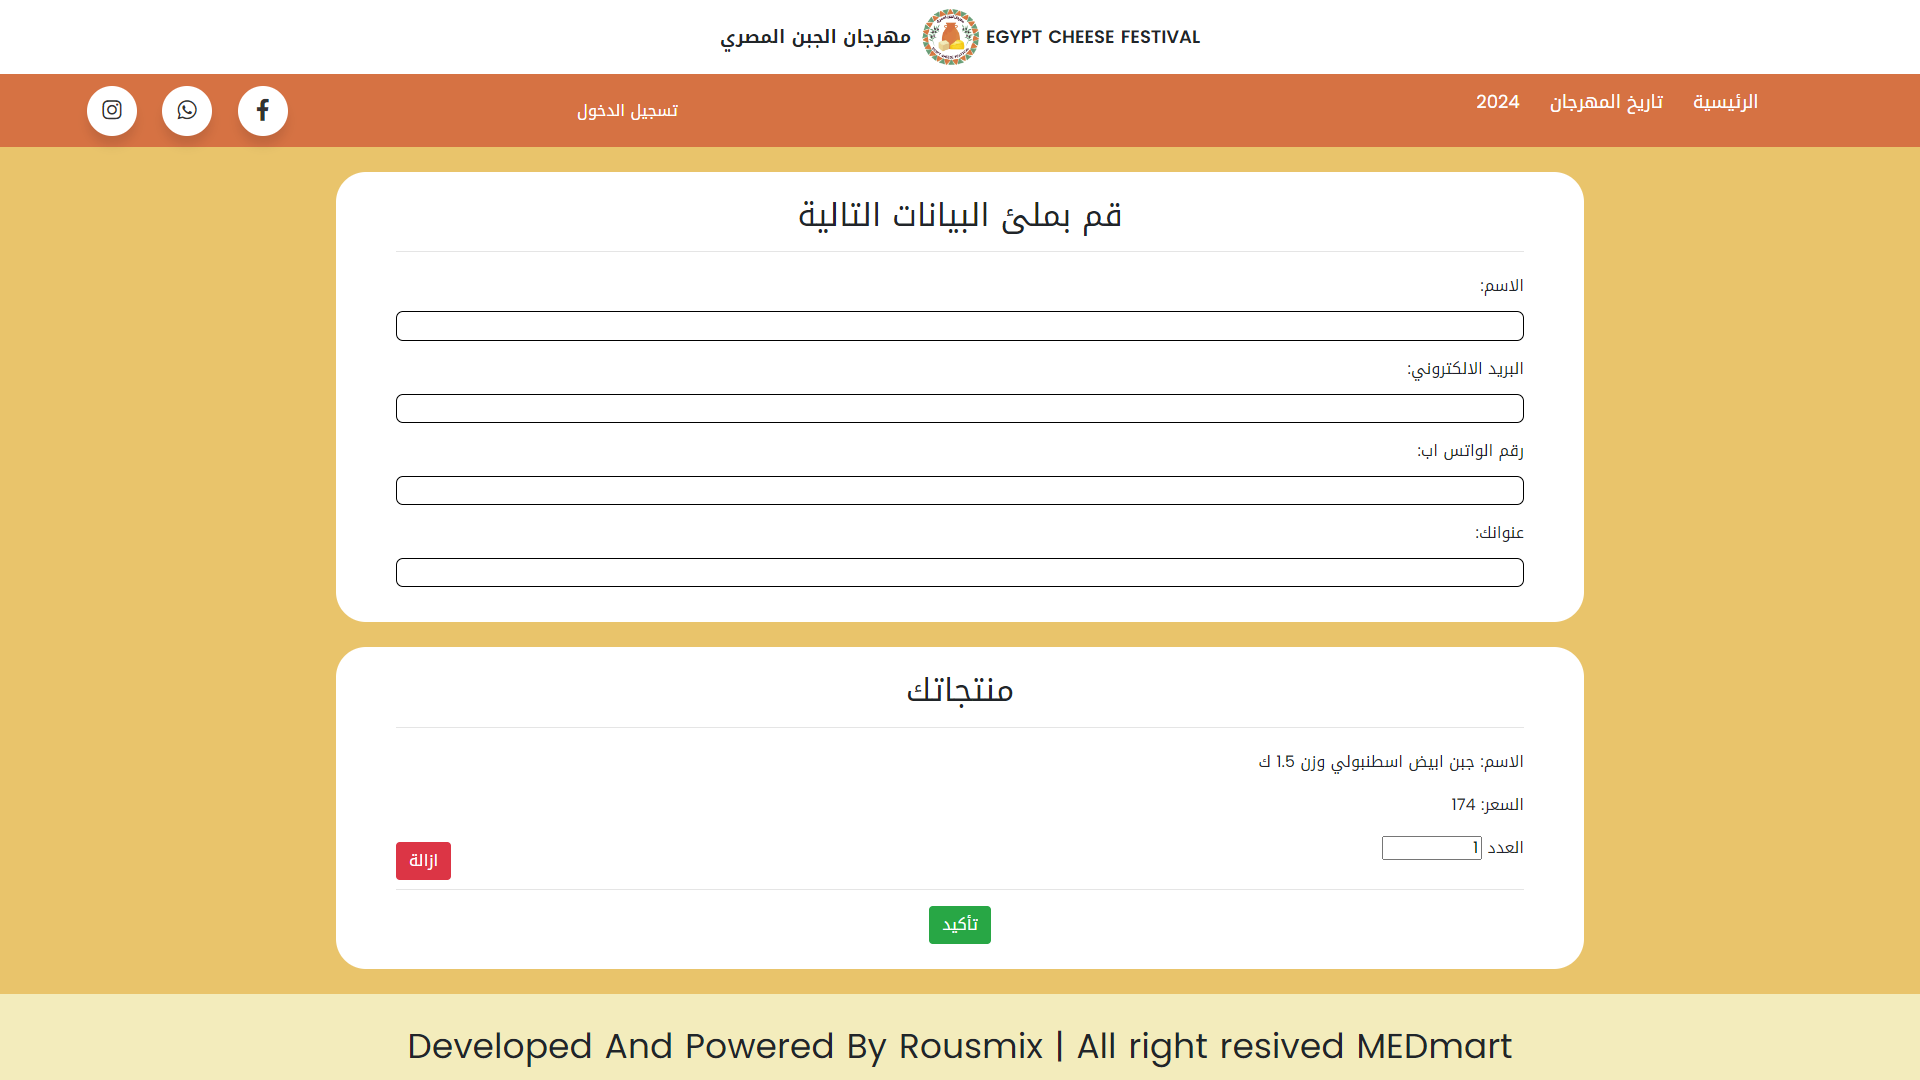 مهرجان الجبن المصري EGYPT CHEESE FESTIVAL
الرئيسية تاريخ المهرجان 2024 تسجيل الدخول
قم بملئ البيانات التالية
الاسم:
البريد الالكتروني:
رقم الواتس اب:
عنوانك:
منتجاتك
الاسم: جبن ابيض اسطنبولي وزن 1.5 ك
السعر: 174
العدد 1
ازالة
تأكيد
Developed And Powered By Rousmix | All right resived MEDmart